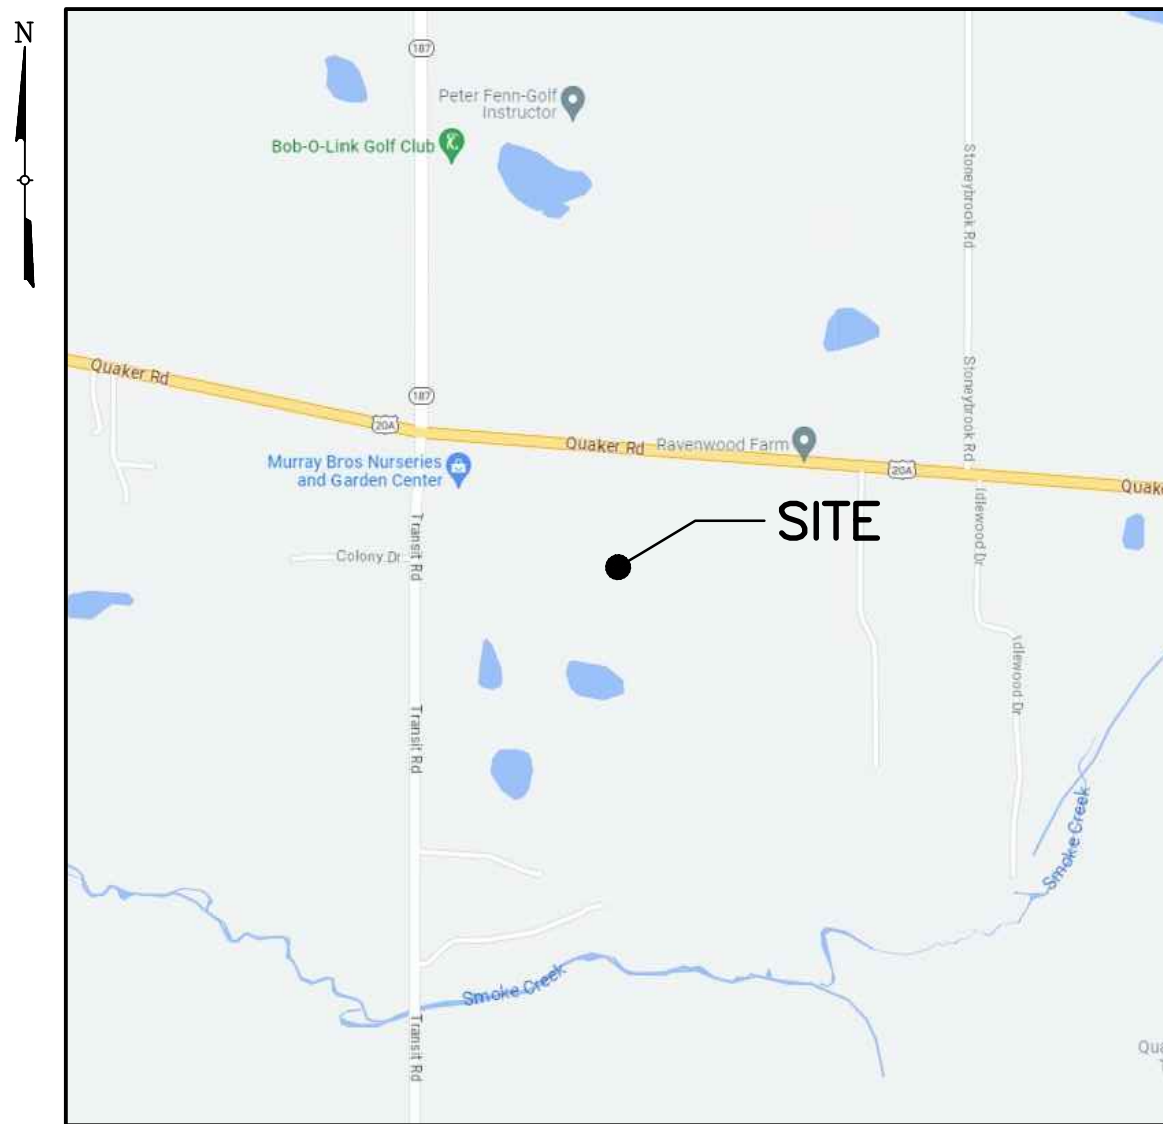 N
187
Peter Fenn-Golf
Instructor
Bob-O-Link Golf Club
Stoneybrook Rd
Quaker Rd
Stoneybrook Rd
187
20A
Quaker Rd
Ravenwood Farm
20A
Murray Bros Nurseries
and Garden Center
Quake
Idlewood Dr
SITE
Transit Rd
Colony Dr
Idlewood Dr
Transit Rd
Smoke Creek
Smoke Creek
Transit Rd
Qua